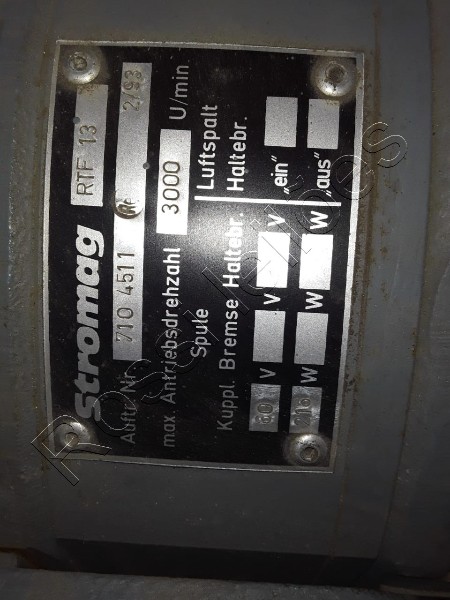 Stromag RTF 13
Auftr. Nr. 710 4511 2/93
max. Antriebsdrehzahl 3000 U/min
Spule Luftspalt
Kuppl. Bremse Haltebr. Haltebr.
V V V „ein“
W W W „aus“